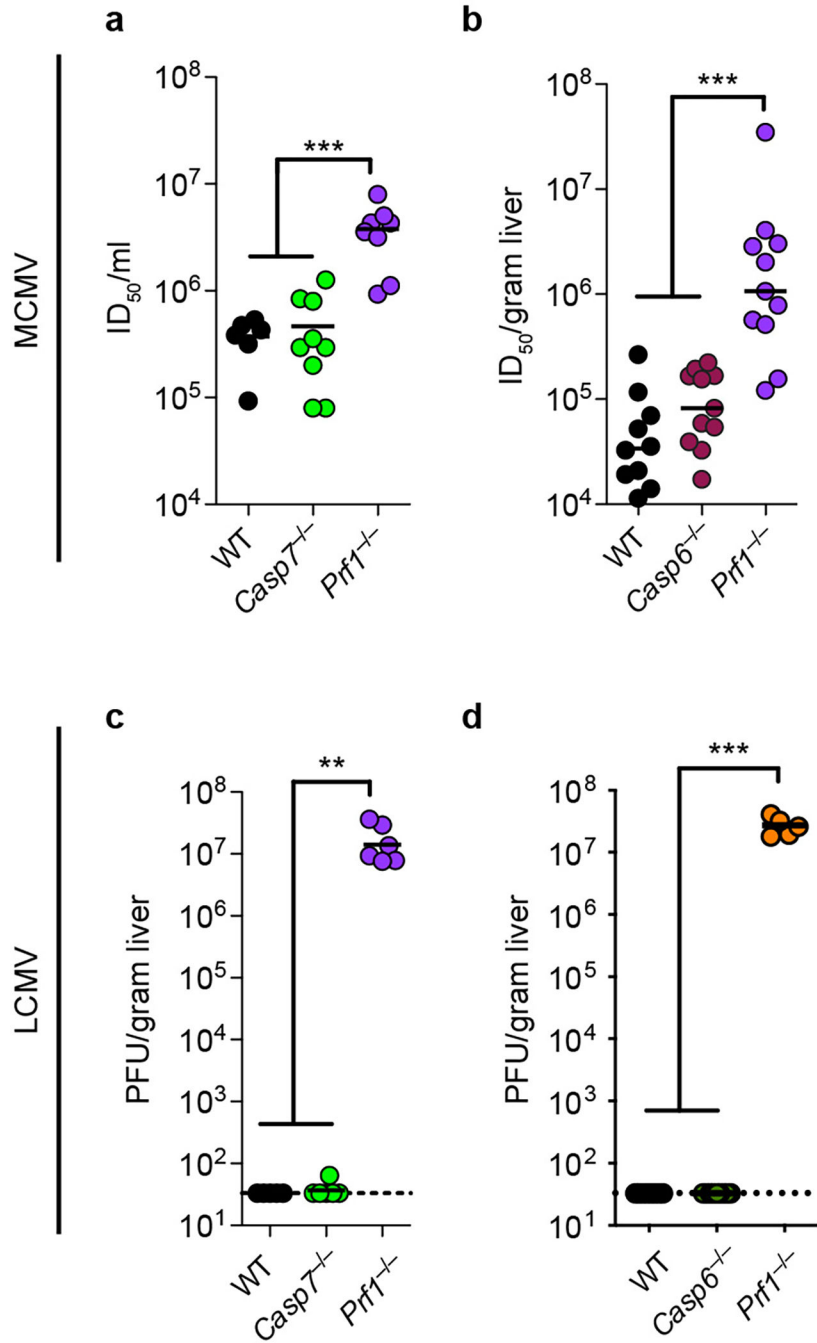 a
MCMV
ID50/ml
10^8
10^7
10^6
10^5
10^4
***
WT
Casp7–/–
Prf1–/–
b
ID50/gram liver
10^8
10^7
10^6
10^5
10^4
***
WT
Casp6–/–
Prf1–/–
c
LCMV
PFU/gram liver
10^8
10^7
10^6
10^5
10^4
10^3
10^2
10^1
**
WT
Casp7–/–
Prf1–/–
d
PFU/gram liver
10^8
10^7
10^6
10^5
10^4
10^3
10^2
10^1
***
WT
Casp6–/–
Prf1–/–